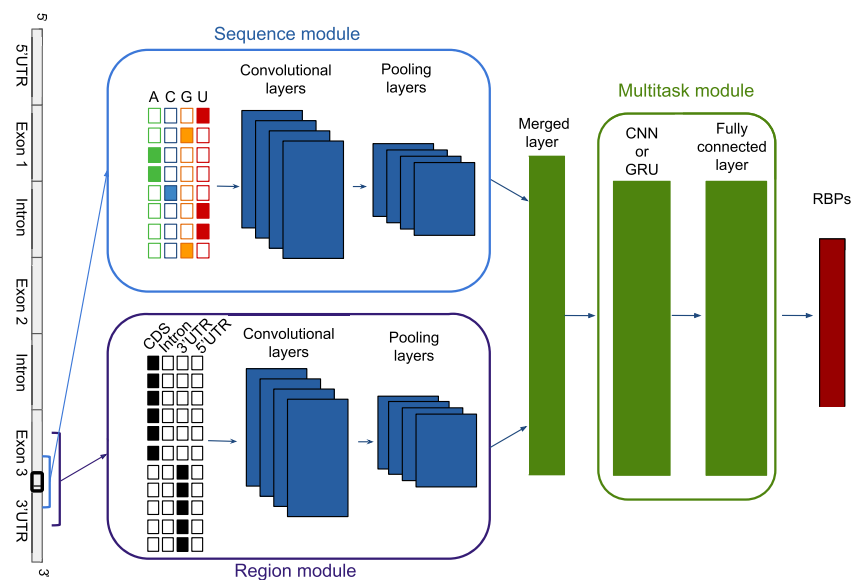 5'
5'UTR
Exon 1
Intron
Exon 2
Intron
Exon 3
3'UTR
3'
Sequence module
A C G U
Convolutional
layers
Pooling
layers
CDS
Intron
3'UTR
5'UTR
Convolutional
layers
Pooling
layers
Region module
Merged
layer
Multitask module
CNN
or
GRU
Fully
connected
layer
RBPs